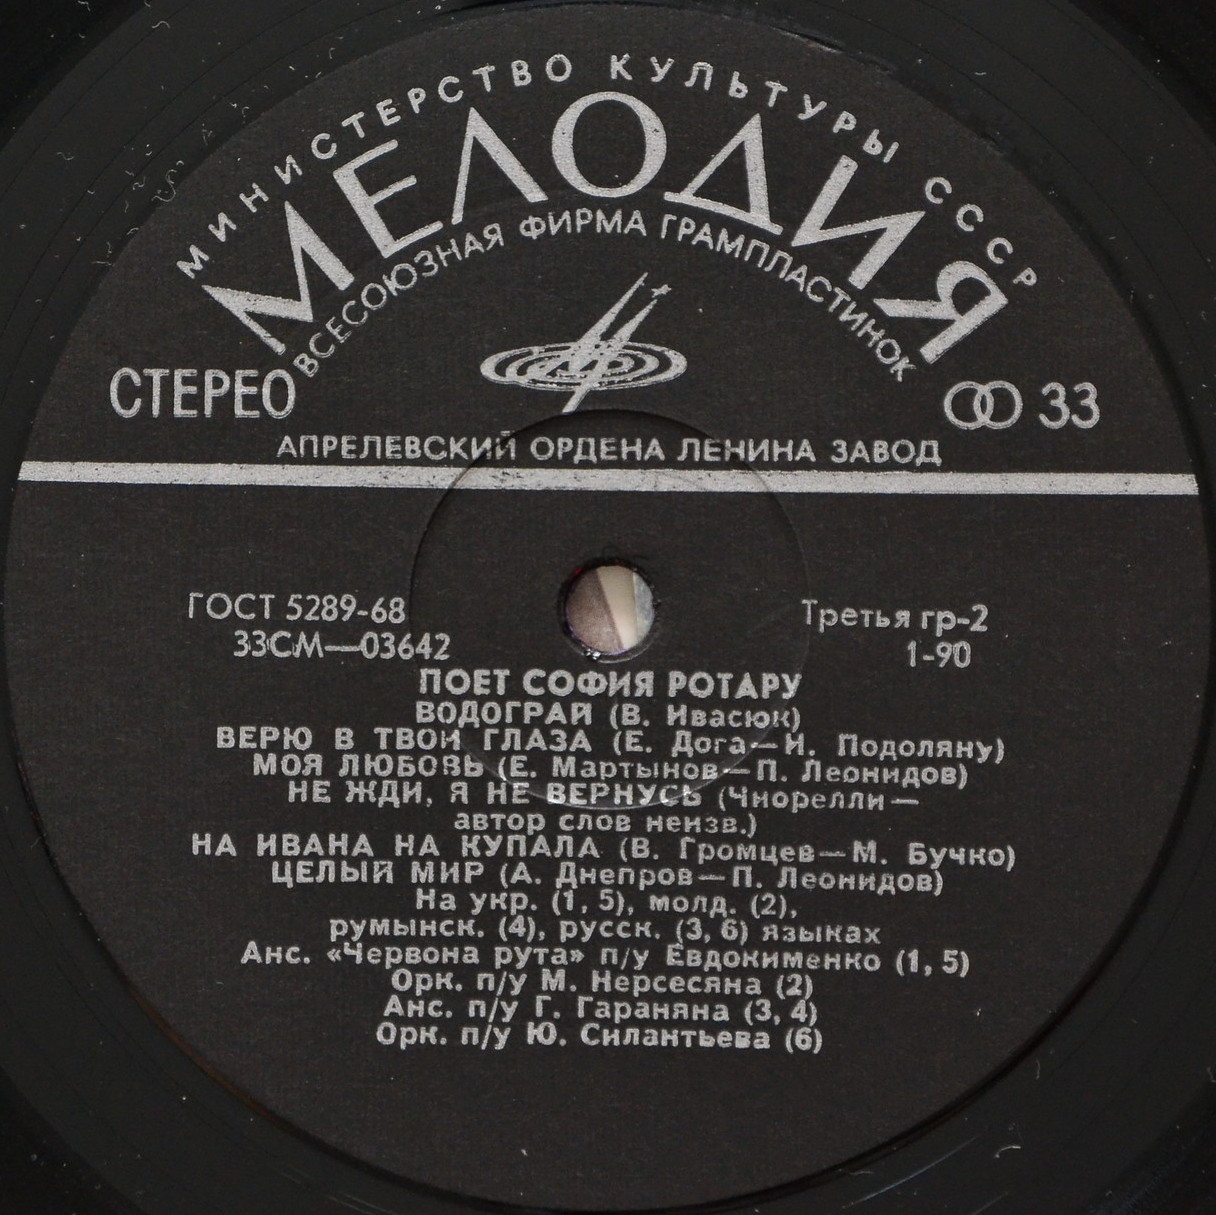 МИНИСТЕРСТВО КУЛЬТУРЫ СССР
МЕЛОДИЯ
ВСЕСОЮЗНАЯ ФИРМА ГРАМПЛАСТИНОК
СТЕРЕО
33
АПРЕЛЕВСКИЙ ОРДЕНА ЛЕНИНА ЗАВОД
ГОСТ 5289-68
Третья гр-2
33СМ—03642
1-90
ПОЕТ СОФИЯ РОТАРУ
ВОДОГРАЙ (В. Ивасюк)
ВЕРЮ В ТВОИ ГЛАЗА (Е. Дога—И. Подоляну)
МОЯ ЛЮБОВЬ (Е. Мартынов—П. Леонидов)
НЕ ЖДИ, Я НЕ ВЕРНУСЬ (Чиорелли—
автор слов неизв.)
НА ИВАНА НА КУПАЛА (В. Громцев—М. Бучко)
ЦЕЛЫЙ МИР (А. Днепров—П. Леонидов)
На укр. (1, 5), молд. (2),
румынск. (4), русск. (3, 6) языках
Анс. «Червона рута» п/у Евдокименко (1, 5)
Орк. п/у М. Нерсесяна (2)
Анс. п/у Г. Гараняна (3, 4)
Орк. п/у Ю. Силантьева (6)